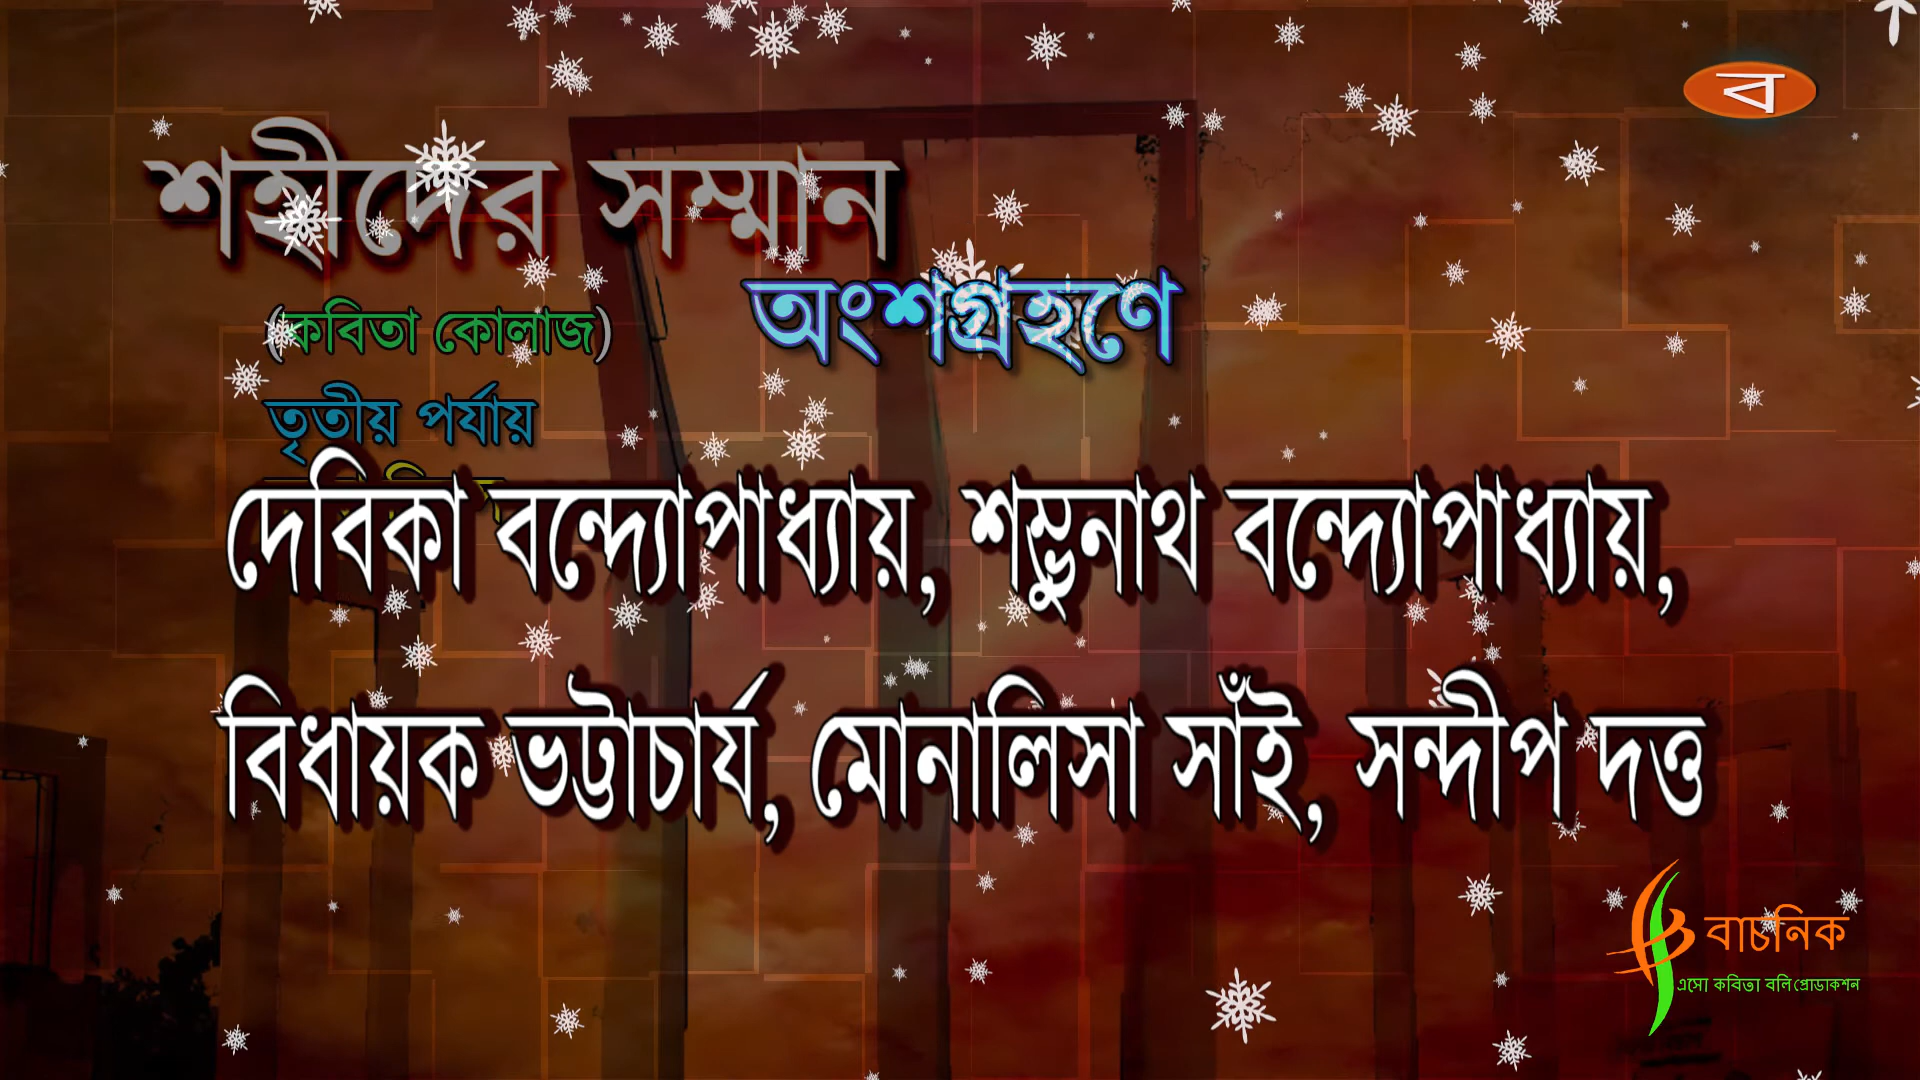 ব
শহীদের সম্মান
অংশগ্রহণে
(কবিতা কোলাজ)
তৃতীয় পর্যায়
দেবিকা বন্দ্যোপাধ্যায়, শম্ভুনাথ বন্দ্যোপাধ্যায়,
বিধায়ক ভট্টাচার্য, মোনালিসা সাঁই, সন্দীপ দত্ত
বাচনিক
এসো কবিতা বলি প্রোডাকশন